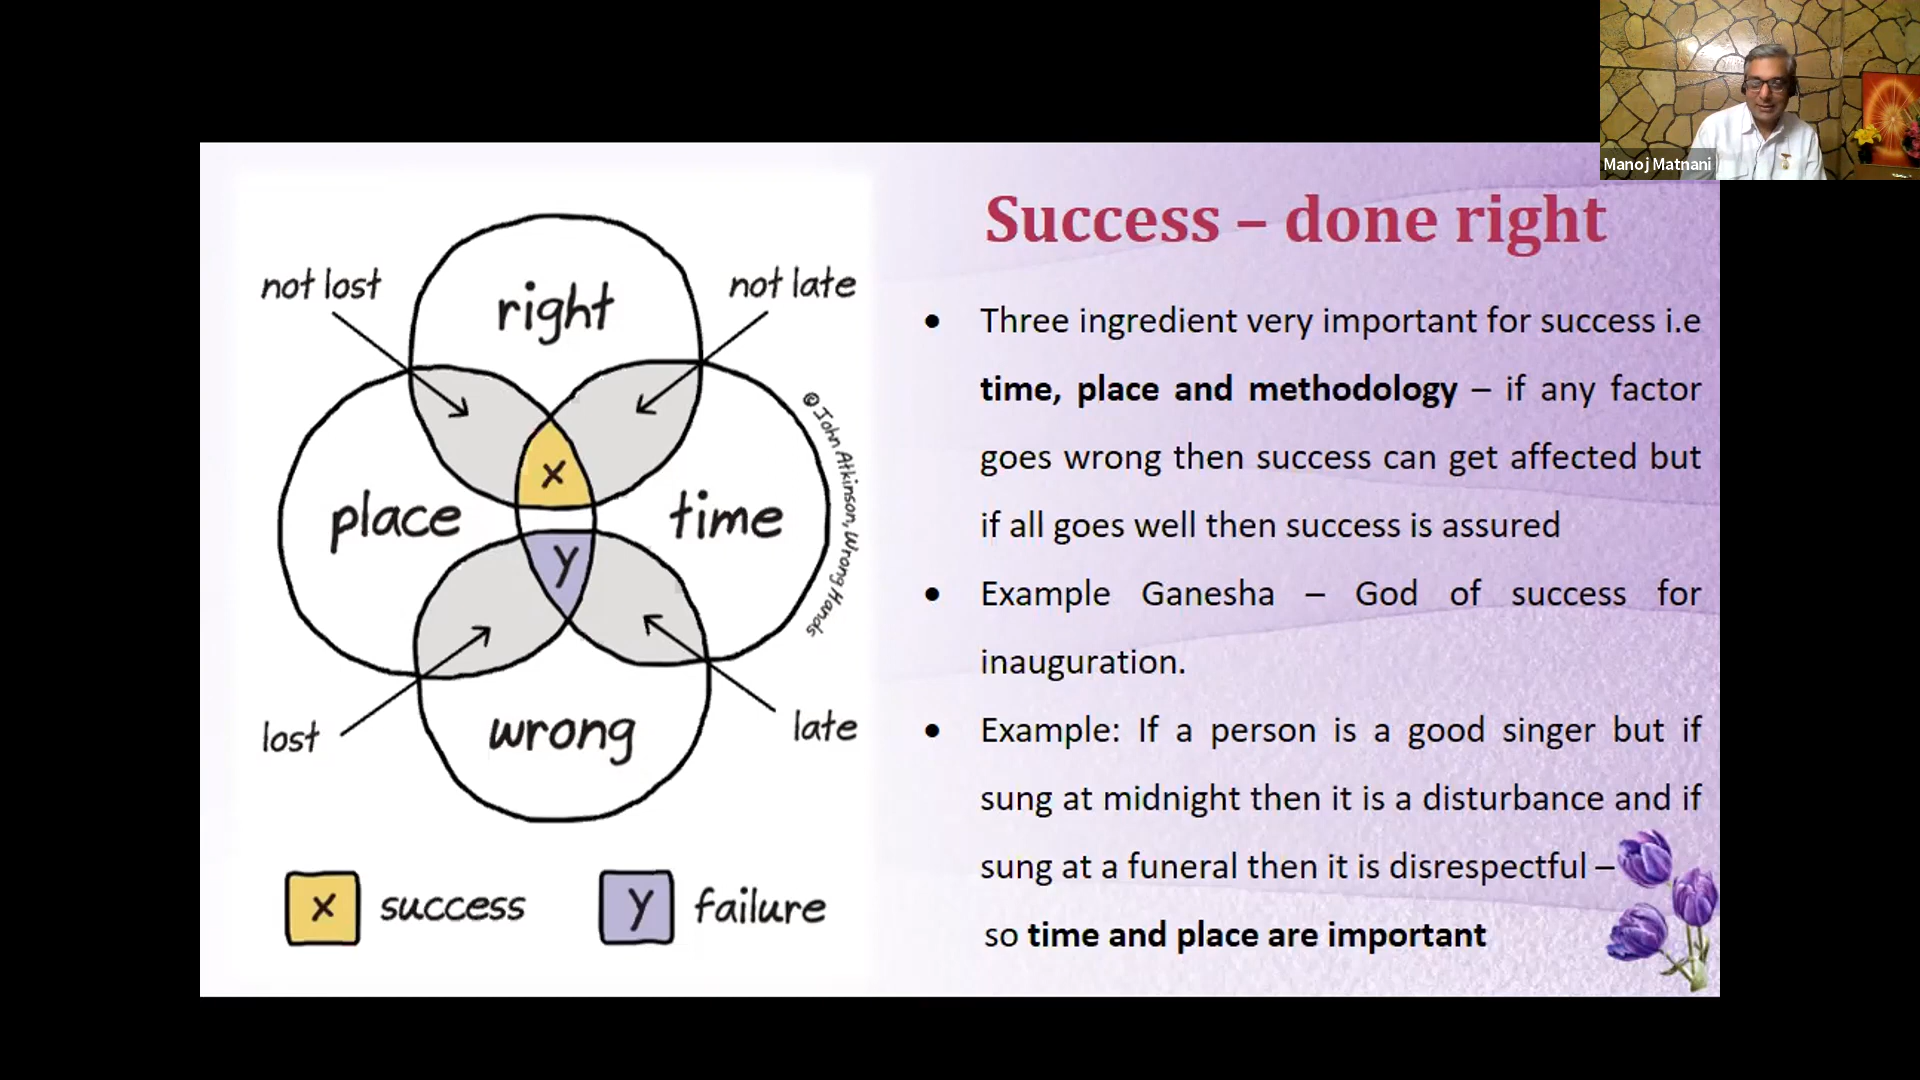 Manoj Matnani
Success – done right
not lost
not late
right
place
time
x
y
lost
late
wrong
© John Atkinson, Wrong Hands
x success
y failure
• Three ingredient very important for success i.e
time, place and methodology – if any factor
goes wrong then success can get affected but
if all goes well then success is assured
• Example Ganesha – God of success for
inauguration.
• Example: If a person is a good singer but if
sung at midnight then it is a disturbance and if
sung at a funeral then it is disrespectful –
so time and place are important